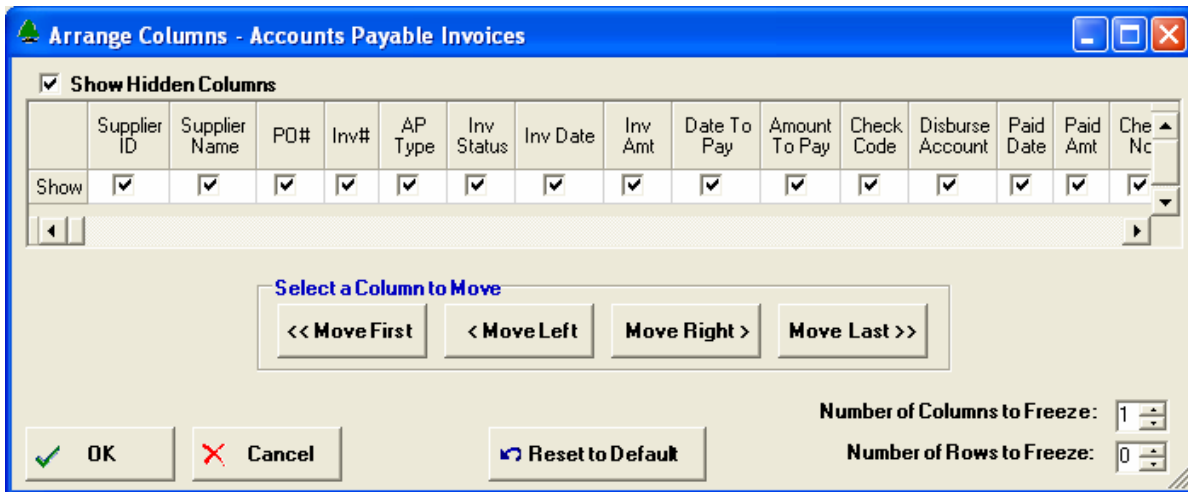 Arrange Columns - Accounts Payable Invoices
Show Hidden Columns
Supplier ID Supplier Name PO# Inv# AP Type Inv Status Inv Date Inv Amt Date To Pay Amount To Pay Check Code Disburse Account Paid Date Paid Amt Che Nc
Show
Select a Column to Move
<< Move First < Move Left Move Right > Move Last >>
Number of Columns to Freeze: 1
OK Cancel Reset to Default Number of Rows to Freeze: 0